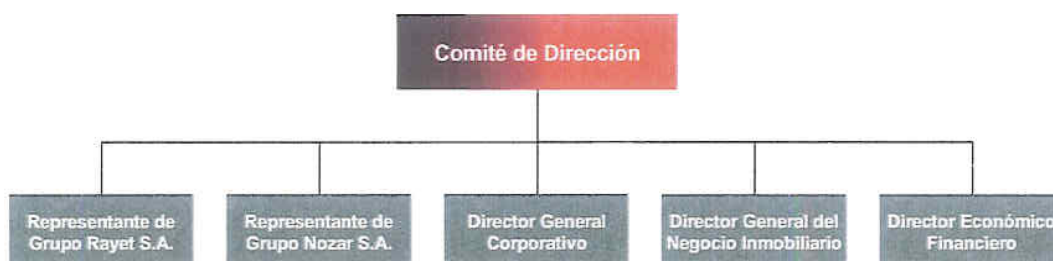 Comité de Dirección
Representante de
Grupo Rayet S.A.
Representante de
Grupo Nozar S.A.
Director General
Corporativo
Director General del
Negocio Inmobiliario
Director Económico
Financiero